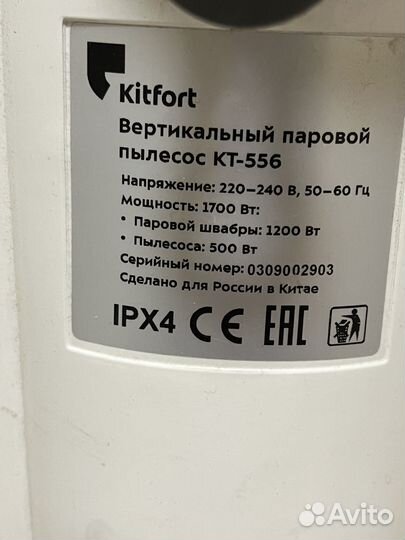 Kitfort
Вертикальный паровой
пылесос КТ-556
Напряжение: 220–240 В, 50–60 Гц
Мощность: 1700 Вт:
• Паровой швабры: 1200 Вт
• Пылесоса: 500 Вт
Серийный номер: 0309002903
Сделано для России в Китае
IPX4 CE EAC
Avito